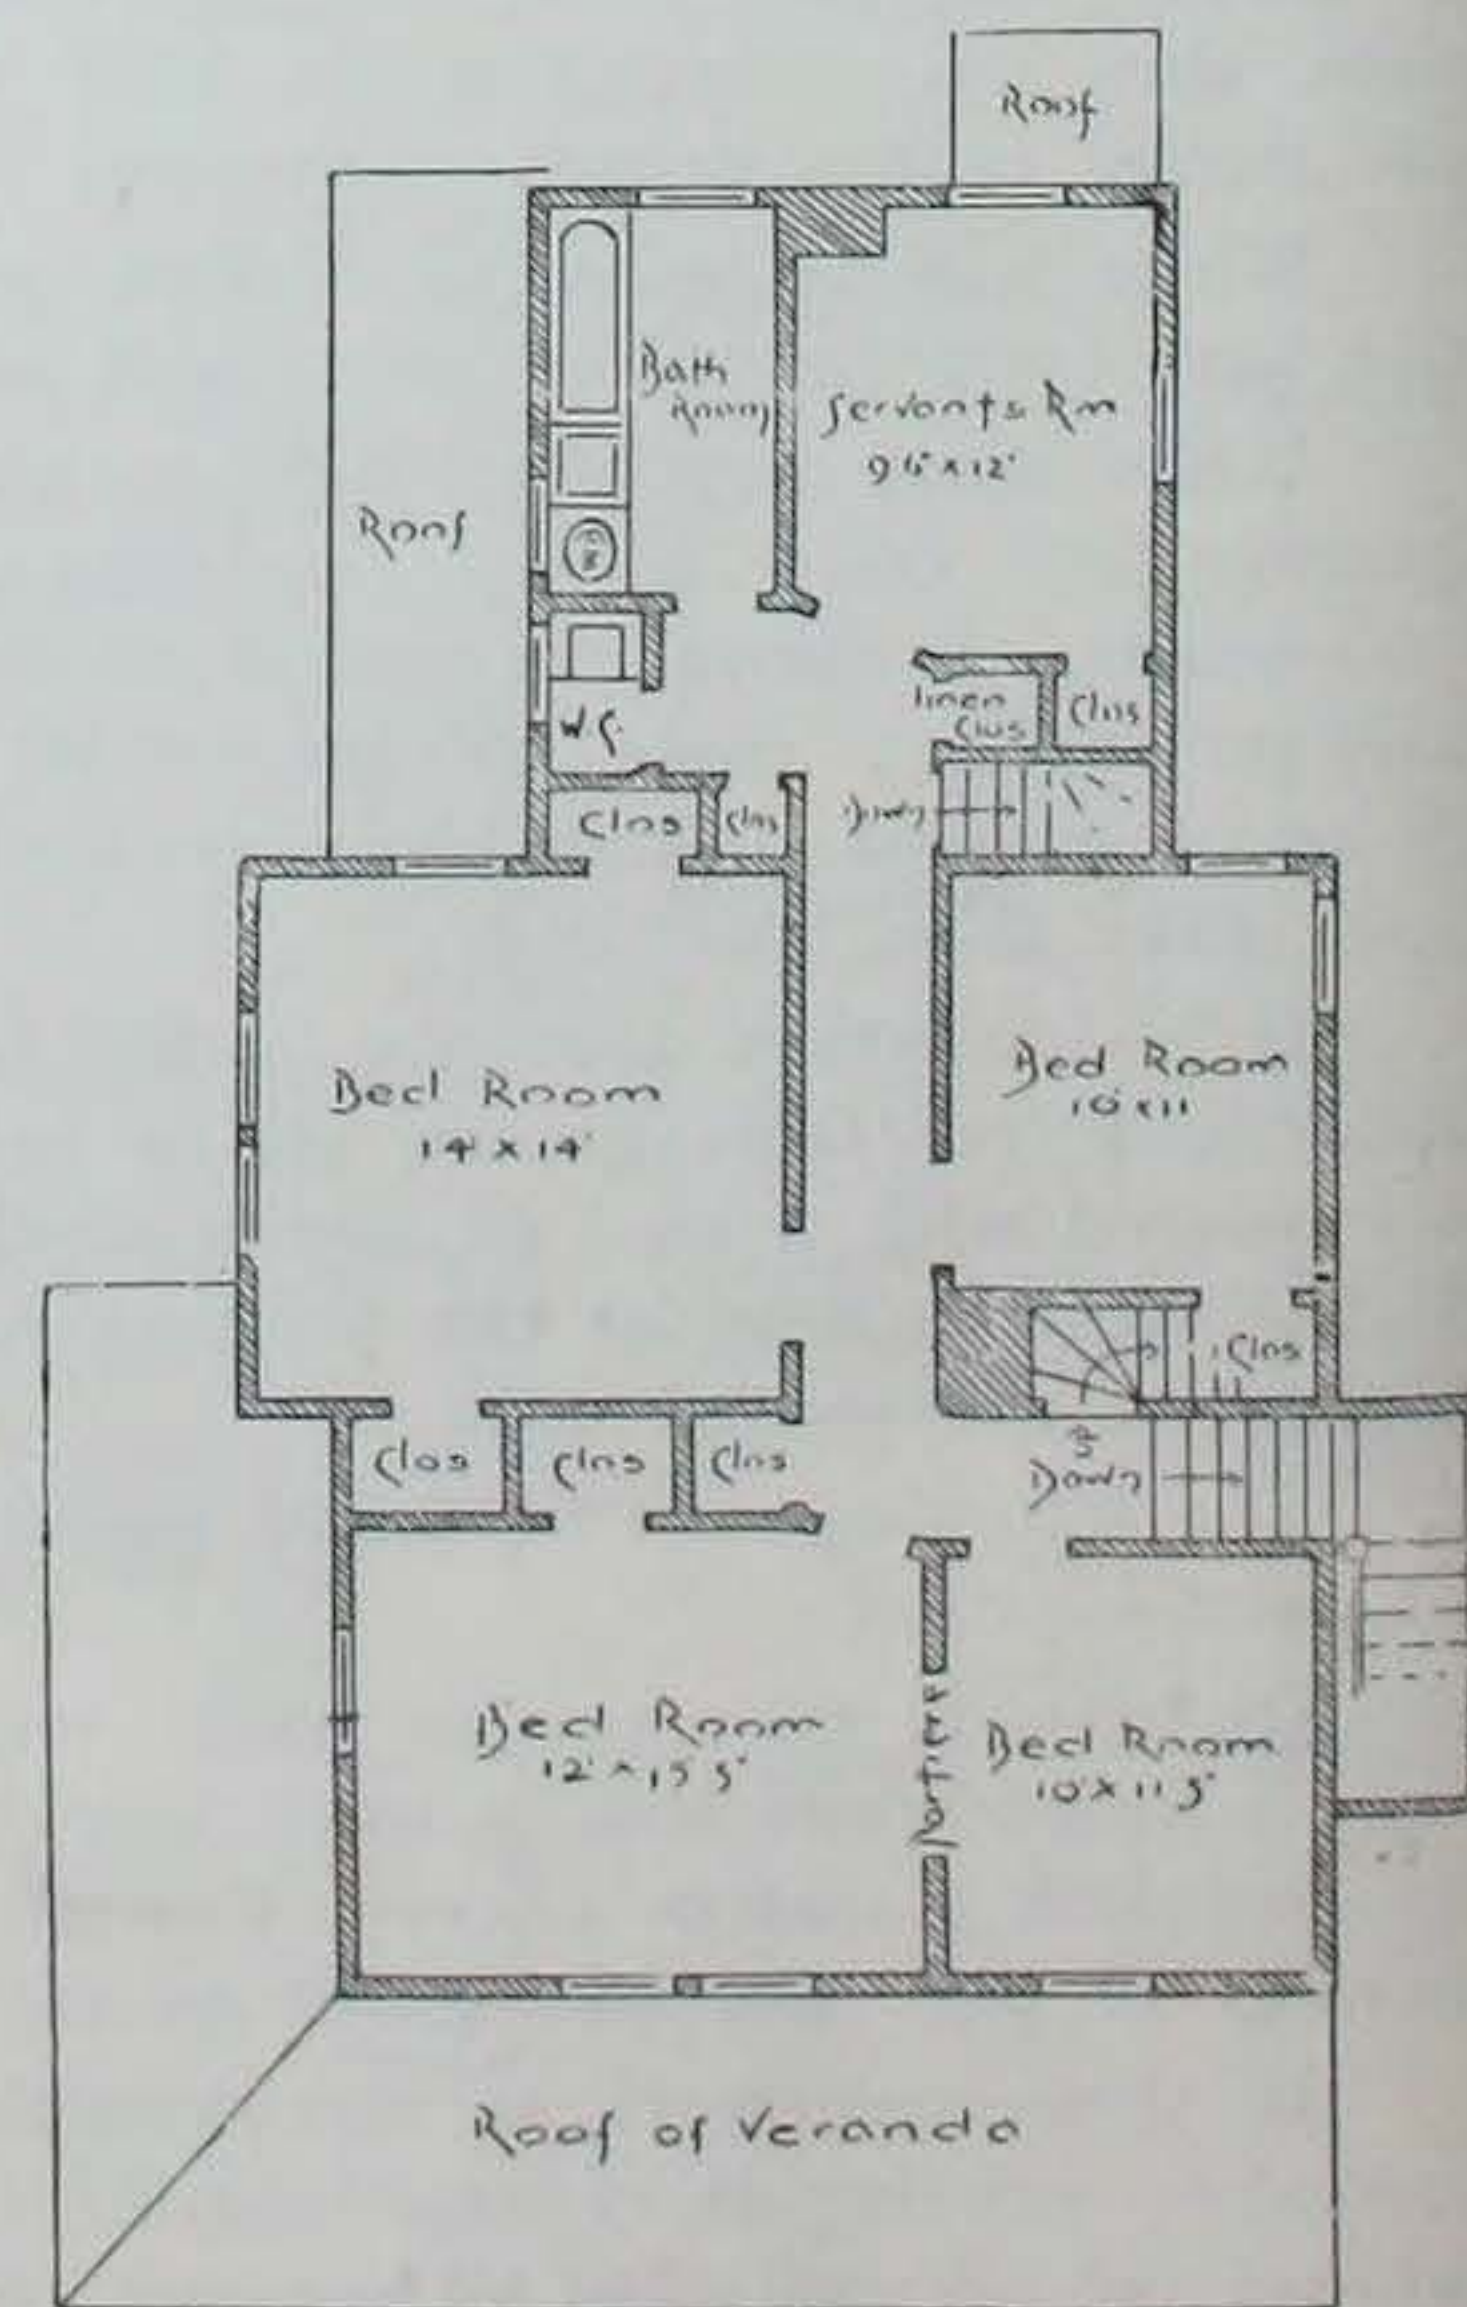 Roof
Bath
Room
Servants Rm
9'6" x 12'
Roof
Linen
Clos
Clos
W.C.
Clos
Clos
Down
Bed Room
14' x 14'
Bed Room
10' x 11'
Clos
Clos
Clos
Clos
Down
Bed Room
12' x 15'3"
Portiere
Bed Room
10' x 11'3"
Roof of Veranda